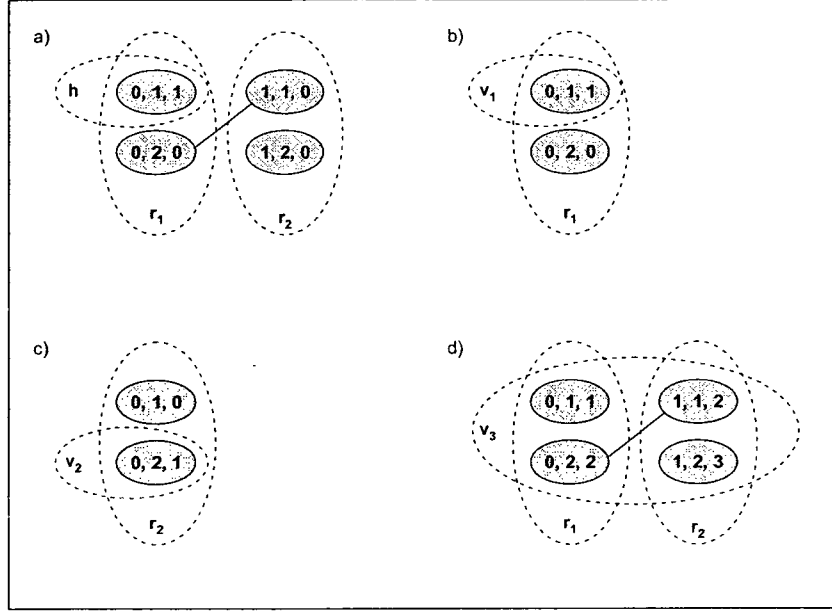 a)
h
0, 1, 1
1, 1, 0
0, 2, 0
1, 2, 0
r1
r2
b)
v1
0, 1, 1
0, 2, 0
r1
c)
0, 1, 0
v2
0, 2, 1
r2
d)
0, 1, 1
1, 1, 2
v3
0, 2, 2
1, 2, 3
r1
r2